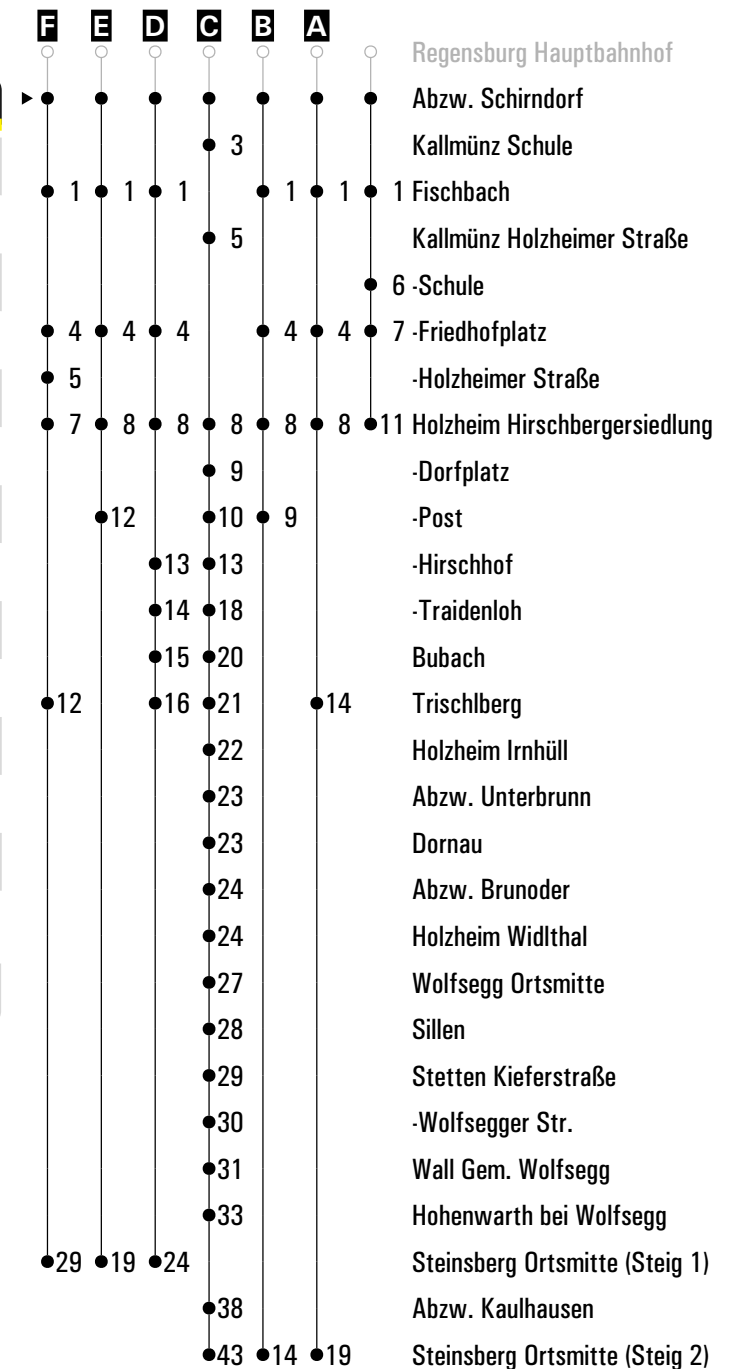 F E D C B A
Regensburg Hauptbahnhof
Abzw. Schirndorf
3 Kallmünz Schule
1 1 1 1 1 1 Fischbach
5 Kallmünz Holzheimer Straße
6 -Schule
4 4 4 4 4 7 -Friedhofplatz
5 -Holzheimer Straße
7 8 8 8 8 8 11 Holzheim Hirschbergersiedlung
9 -Dorfplatz
12 10 9 -Post
13 13 -Hirschhof
14 18 -Traidenloh
15 20 Bubach
12 16 21 14 Trischlberg
22 Holzheim Irnhüll
23 Abzw. Unterbrunn
23 Dornau
24 Abzw. Brunoder
24 Holzheim Widlthal
27 Wolfsegg Ortsmitte
28 Sillen
29 Stetten Kieferstraße
30 -Wolfsegger Str.
31 Wall Gem. Wolfsegg
33 Hohenwarth bei Wolfsegg
29 19 24 Steinsberg Ortsmitte (Steig 1)
38 Abzw. Kaulhausen
43 14 19 Steinsberg Ortsmitte (Steig 2)